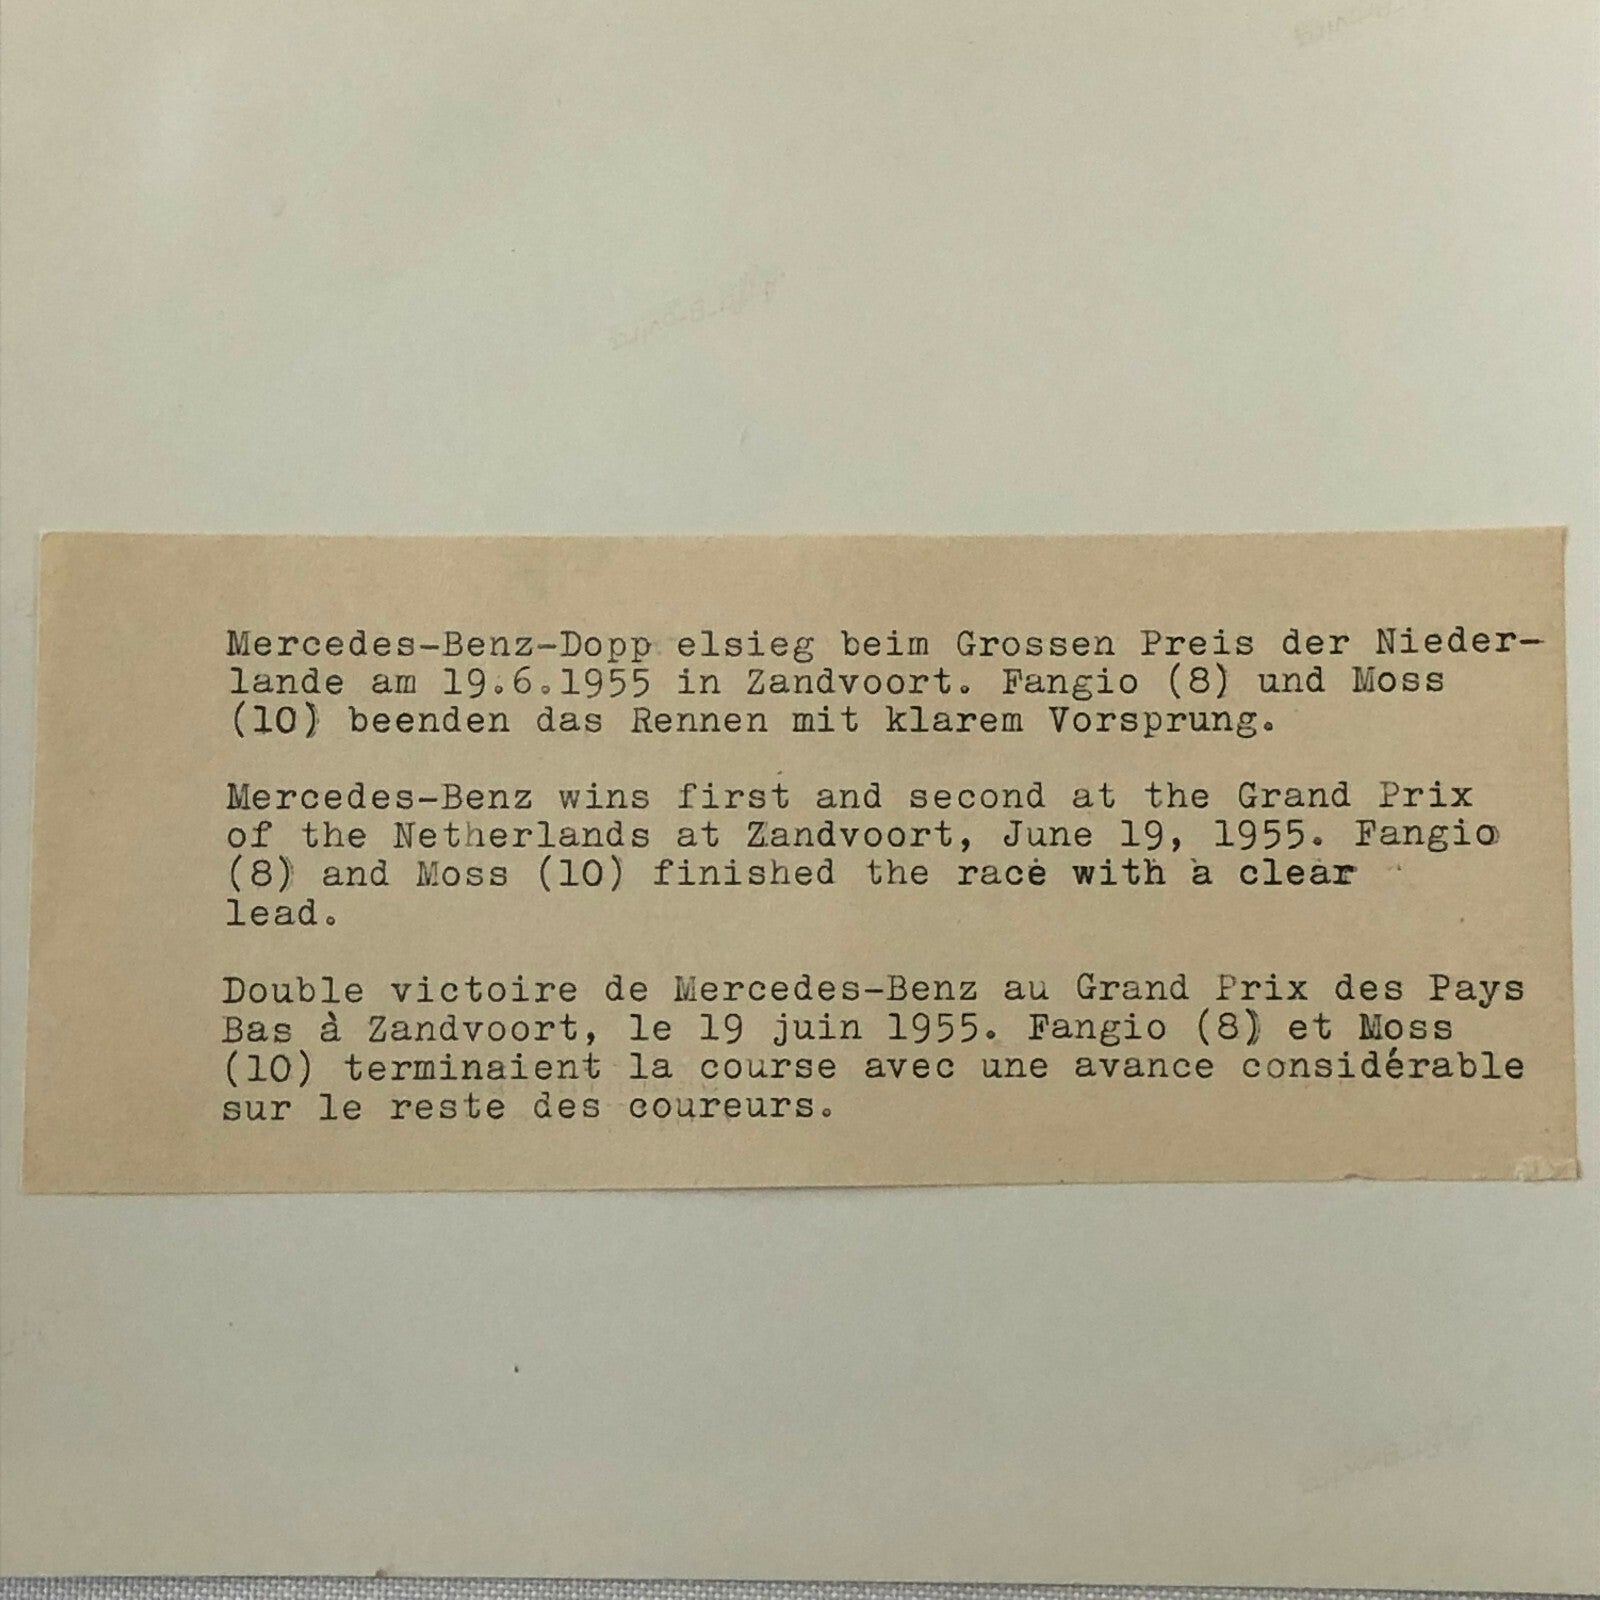 Mercedes-Benz-Dopp elsieg beim Grossen Preis der Nieder-
lande am 19.6.1955 in Zandvoort. Fangio (8) und Moss
(10) beenden das Rennen mit klarem Vorsprung.
Mercedes-Benz wins first and second at the Grand Prix
of the Netherlands at Zandvoort, June 19, 1955. Fangio
(8) and Moss (10) finished the race with a clear
lead.
Double victoire de Mercedes-Benz au Grand Prix des Pays
Bas à Zandvoort, le 19 juin 1955. Fangio (8) et Moss
(10) terminaient la course avec une avance considérable
sur le reste des coureurs.